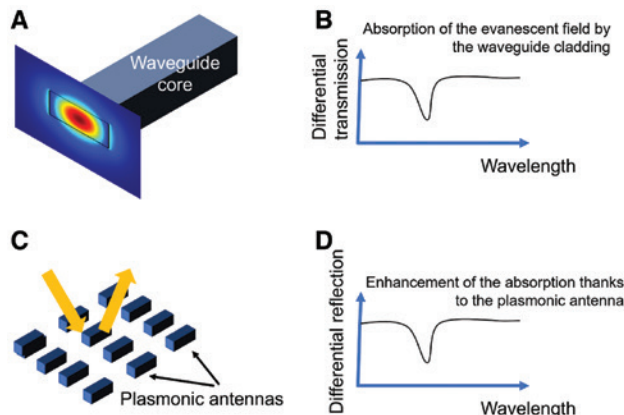 A
Waveguide
core
B
Absorption of the evanescent field by
the waveguide cladding
Differential
transmission
Wavelength
C
Plasmonic antennas
D
Enhancement of the absorption thanks
to the plasmonic antenna
Differential reflection
Wavelength